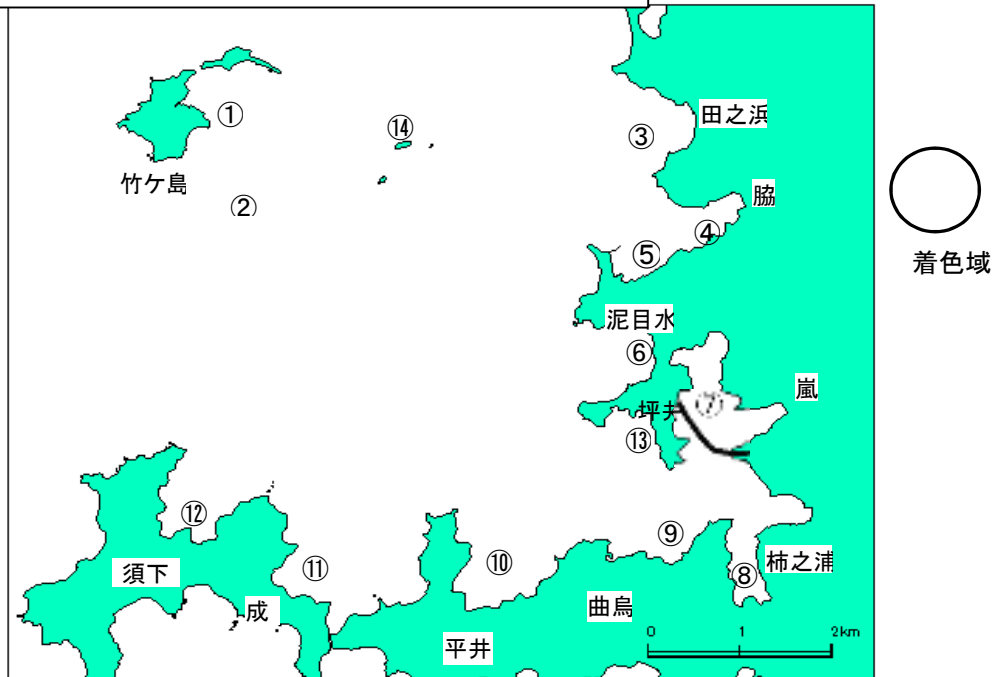 ①
⑭
田之浜
③
竹ケ島
脇
②
④
⑤
着色域
泥目水
⑥
嵐
⑦
坪井
⑬
⑫
⑨
⑩
柿之浦
⑪
須下
⑧
成
曲烏
0 1 2km
平井